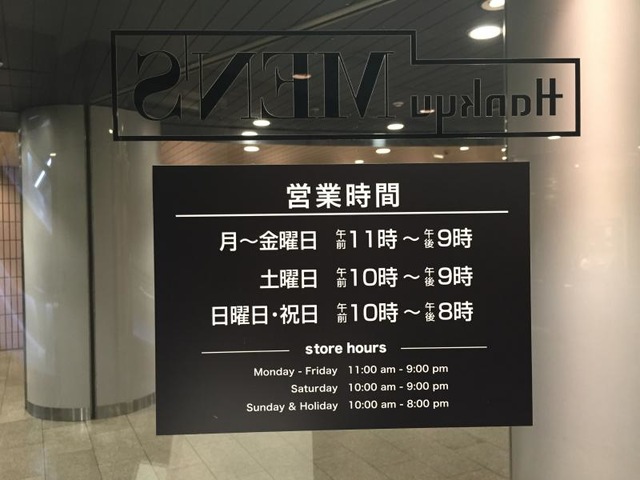 Hankyu MEN'S
営業時間
月～金曜日 午前11時～午後9時
土曜日 午前10時～午後9時
日曜日・祝日 午前10時～午後8時
store hours
Monday - Friday 11:00 am - 9:00 pm
Saturday 10:00 am - 9:00 pm
Sunday & Holiday 10:00 am - 8:00 pm